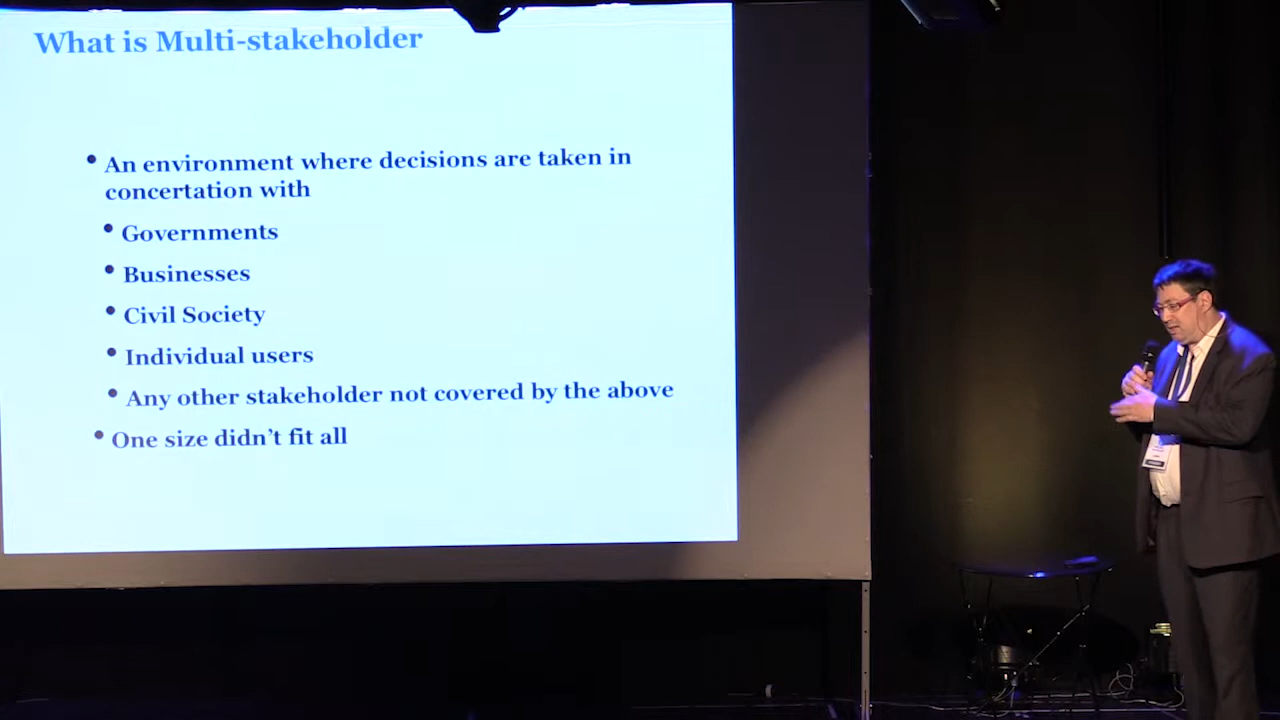 What is Multi-stakeholder
• An environment where decisions are taken in
concertation with
• Governments
• Businesses
• Civil Society
• Individual users
• Any other stakeholder not covered by the above
• One size didn't fit all